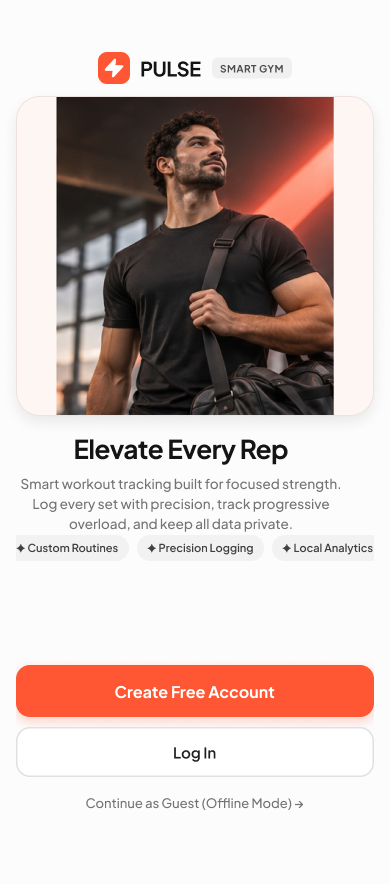 PULSE SMART GYM
Elevate Every Rep
Smart workout tracking built for focused strength.
Log every set with precision, track progressive
overload, and keep all data private.
✦ Custom Routines ✦ Precision Logging ✦ Local Analytics
Create Free Account
Log In
Continue as Guest (Offline Mode) →